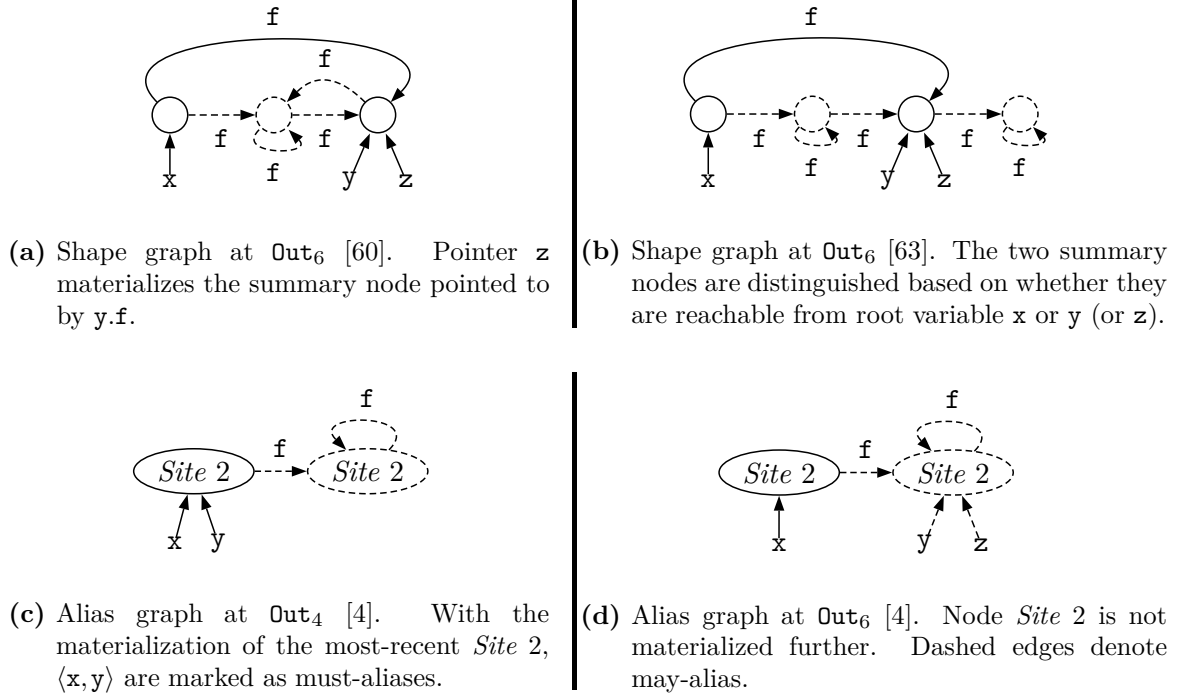 f
f
f
f
f
x
y
z
(a) Shape graph at Out6 [60]. Pointer z
materializes the summary node pointed to
by y.f.
f
f
f
f
f
f
x
y
z
(b) Shape graph at Out6 [63]. The two summary
nodes are distinguished based on whether they
are reachable from root variable x or y (or z).
f
f
Site 2
Site 2
x
y
(c) Alias graph at Out4 [4]. With the
materialization of the most-recent Site 2,
⟨x,y⟩ are marked as must-aliases.
f
f
Site 2
Site 2
x
y
z
(d) Alias graph at Out6 [4]. Node Site 2 is not
materialized further. Dashed edges denote
may-alias.